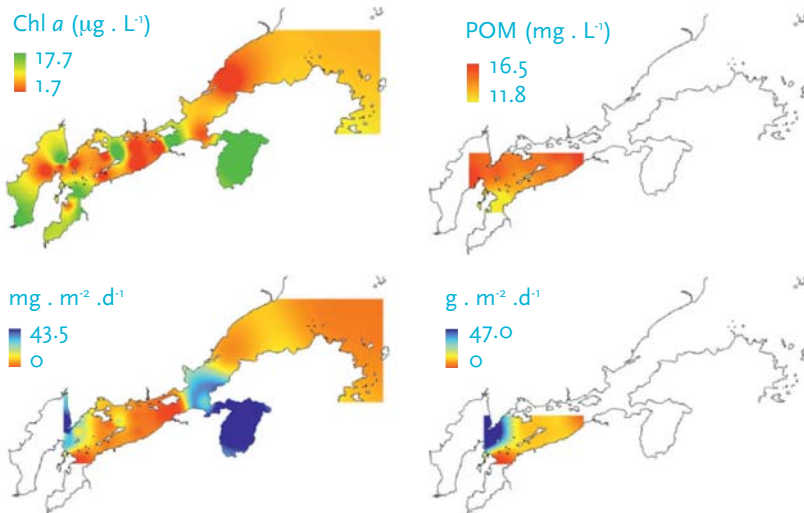 Chl a (µg . L⁻¹)
17.7
1.7
POM (mg . L⁻¹)
16.5
11.8
mg . m⁻² .d⁻¹
43.5
0
g . m⁻² .d⁻¹
47.0
0